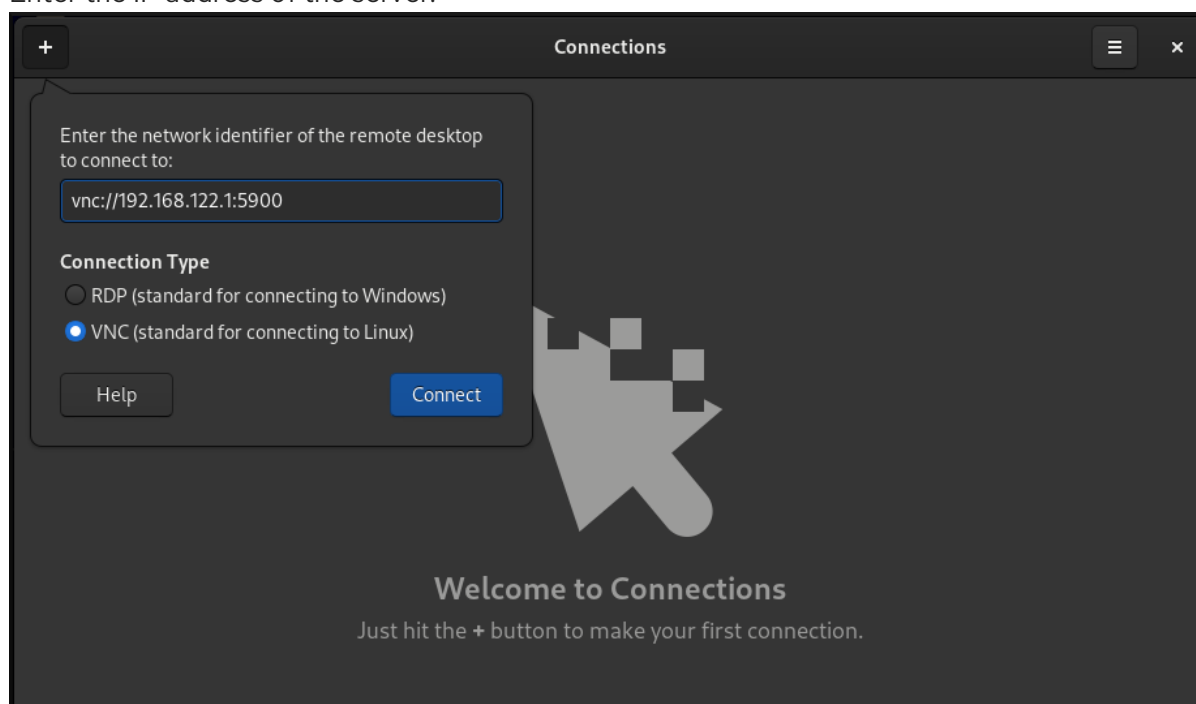 Enter the IP address of the server.
+
Connections
Enter the network identifier of the remote desktop
to connect to:
vnc://192.168.122.1:5900
Connection Type
RDP (standard for connecting to Windows)
VNC (standard for connecting to Linux)
Help
Connect
Welcome to Connections
Just hit the + button to make your first connection.